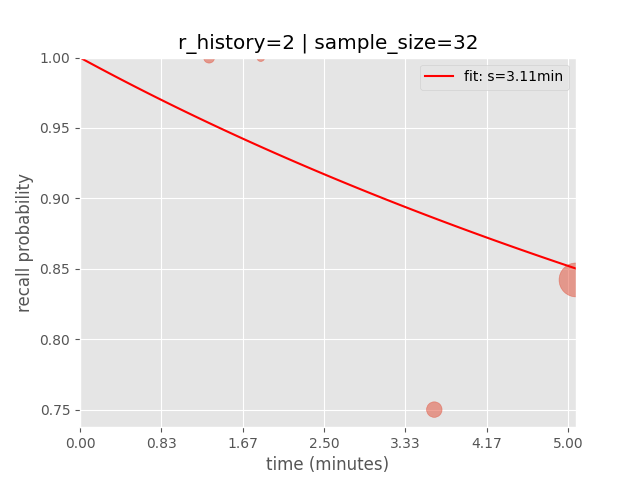 r_history=2 | sample_size=32
fit: s=3.11min
1.00
0.95
0.90
0.85
0.80
0.75
recall probability
0.00 0.83 1.67 2.50 3.33 4.17 5.00
time (minutes)